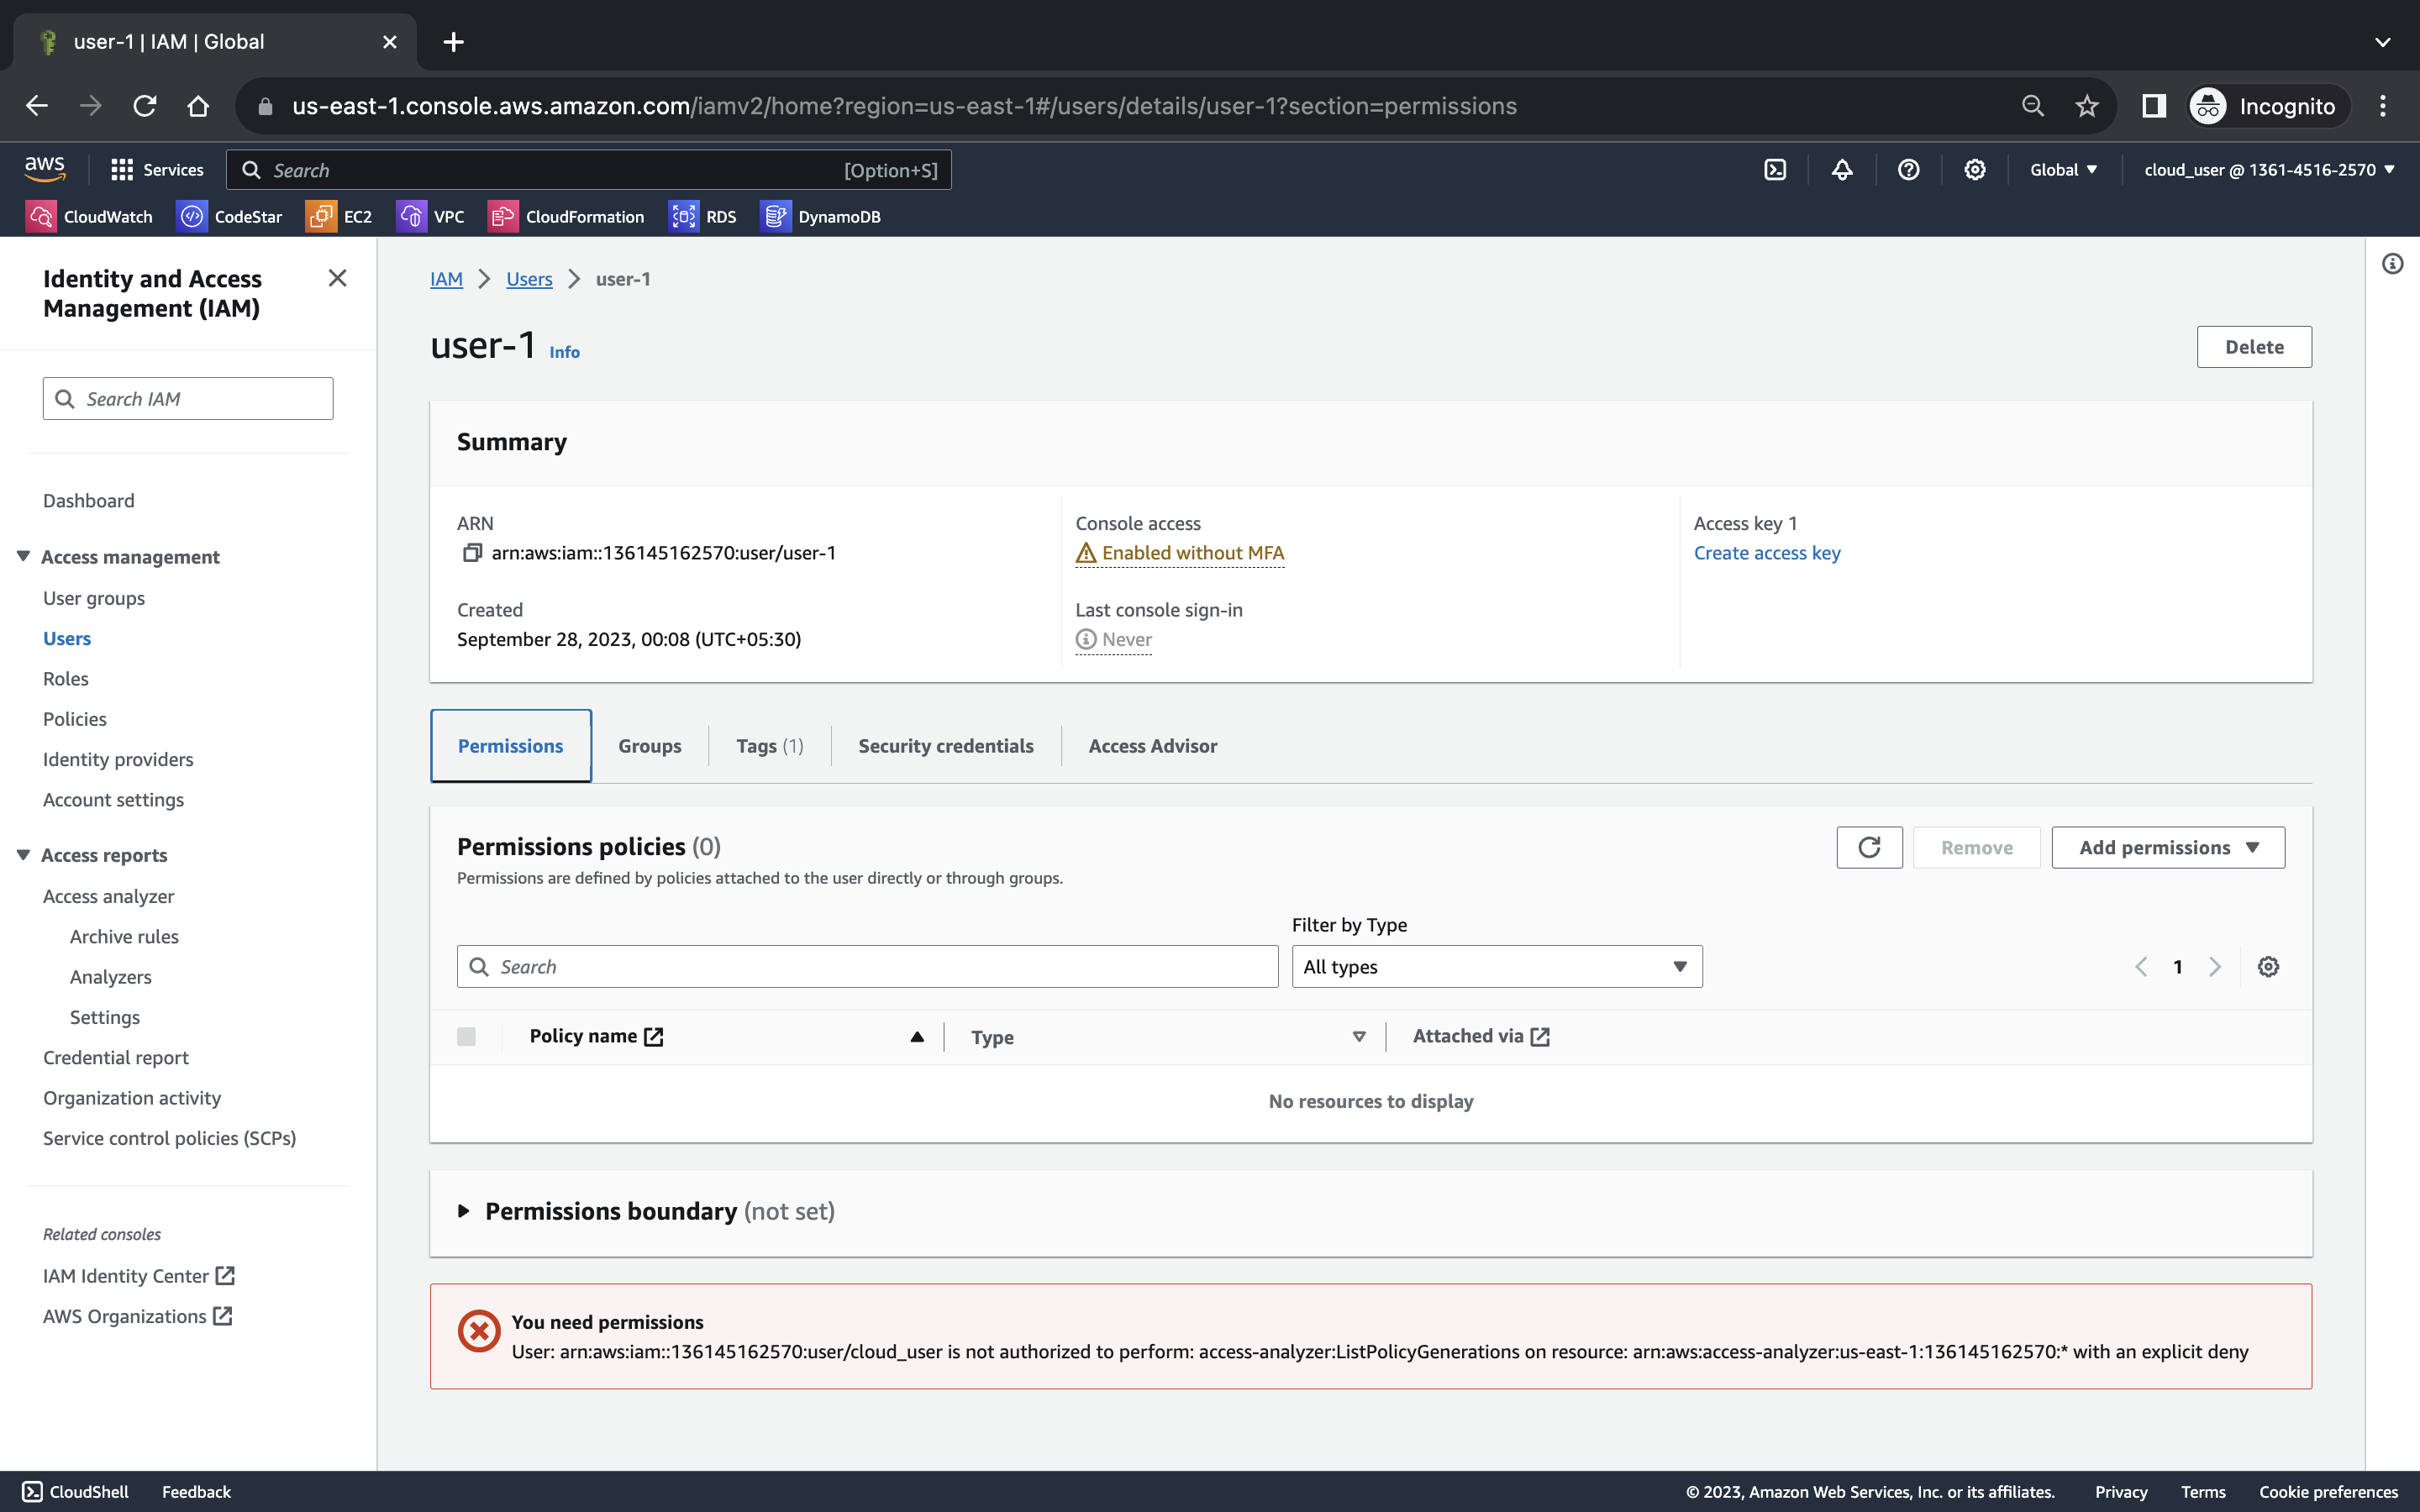 user-1 | IAM | Global
us-east-1.console.aws.amazon.com/iamv2/home?region=us-east-1#/users/details/user-1?section=permissions
Incognito
aws
Services
Search
[Option+S]
Global
cloud_user @ 1361-4516-2570
CloudWatch
CodeStar
EC2
VPC
CloudFormation
RDS
DynamoDB
Identity and Access
Management (IAM)
Search IAM
Dashboard
Access management
User groups
Users
Roles
Policies
Identity providers
Account settings
Access reports
Access analyzer
Archive rules
Analyzers
Settings
Credential report
Organization activity
Service control policies (SCPs)
Related consoles
IAM Identity Center
AWS Organizations
IAM
Users
user-1
user-1
Info
Delete
Summary
ARN
arn:aws:iam::136145162570:user/user-1
Created
September 28, 2023, 00:08 (UTC+05:30)
Console access
Enabled without MFA
Last console sign-in
Never
Access key 1
Create access key
Permissions
Groups
Tags (1)
Security credentials
Access Advisor
Permissions policies (0)
Permissions are defined by policies attached to the user directly or through groups.
Remove
Add permissions
Filter by Type
Search
All types
1
Policy name
Type
Attached via
No resources to display
Permissions boundary (not set)
You need permissions
User: arn:aws:iam::136145162570:user/cloud_user is not authorized to perform: access-analyzer:ListPolicyGenerations on resource: arn:aws:access-analyzer:us-east-1:136145162570:* with an explicit deny
CloudShell
Feedback
© 2023, Amazon Web Services, Inc. or its affiliates.
Privacy
Terms
Cookie preferences